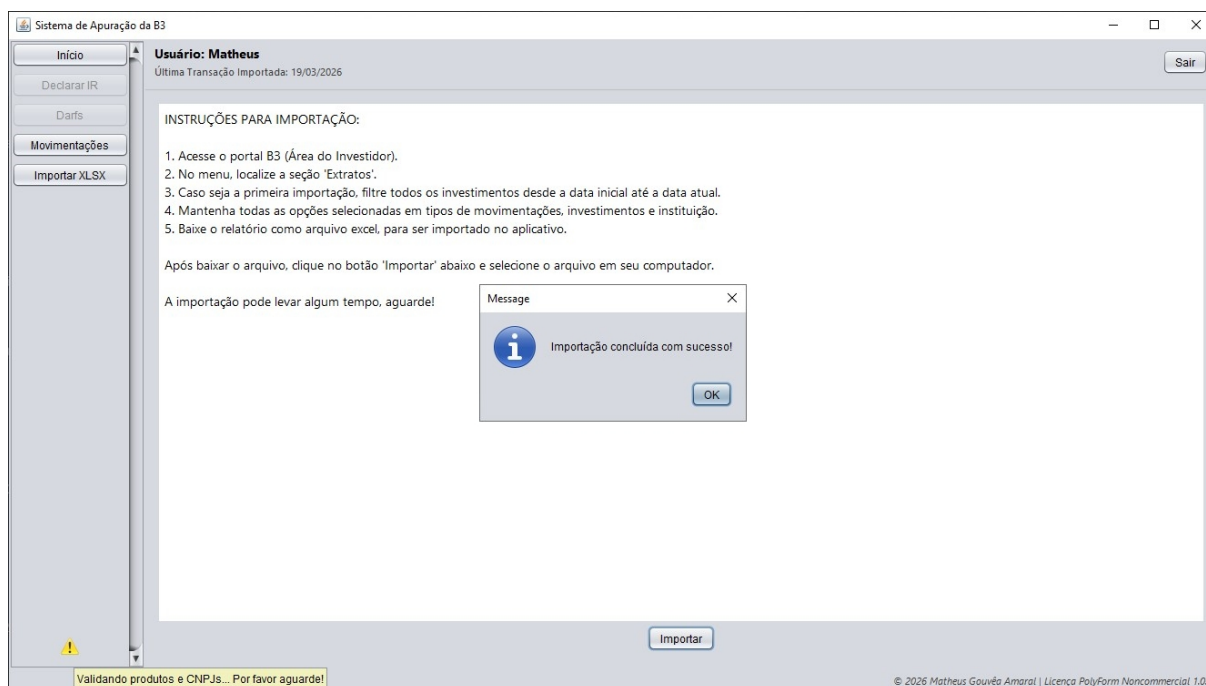 Sistema de Apuração da B3
Início
Declarar IR
Darfs
Movimentações
Importar XLSX
Usuário: Matheus
Última Transação Importada: 19/03/2026
Sair
INSTRUÇÕES PARA IMPORTAÇÃO:
1. Acesse o portal B3 (Área do Investidor).
2. No menu, localize a seção 'Extratos'.
3. Caso seja a primeira importação, filtre todos os investimentos desde a data inicial até a data atual.
4. Mantenha todas as opções selecionadas em tipos de movimentações, investimentos e instituição.
5. Baixe o relatório como arquivo excel, para ser importado no aplicativo.
Após baixar o arquivo, clique no botão 'Importar' abaixo e selecione o arquivo em seu computador.
A importação pode levar algum tempo, aguarde!
Message
Importação concluída com sucesso!
OK
Importar
Validando produtos e CNPJs... Por favor aguarde!
© 2026 Matheus Gouvêa Amaral | Licença PolyForm Noncommercial 1.0